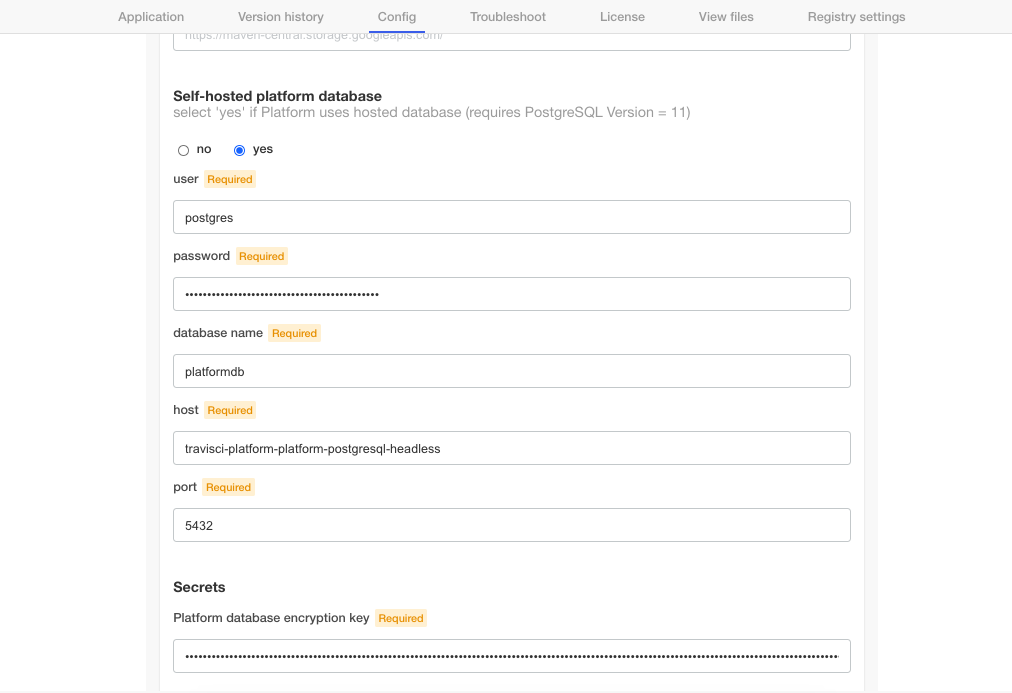 Application Version history Config Troubleshoot License View files Registry settings
https://maven-central.storage.googleapis.com/
Self-hosted platform database
select 'yes' if Platform uses hosted database (requires PostgreSQL Version = 11)
no yes
user Required
postgres
password Required
••••••••••••••••••••••••••••••••••••••••••••
database name Required
platformdb
host Required
travisci-platform-platform-postgresql-headless
port Required
5432
Secrets
Platform database encryption key Required